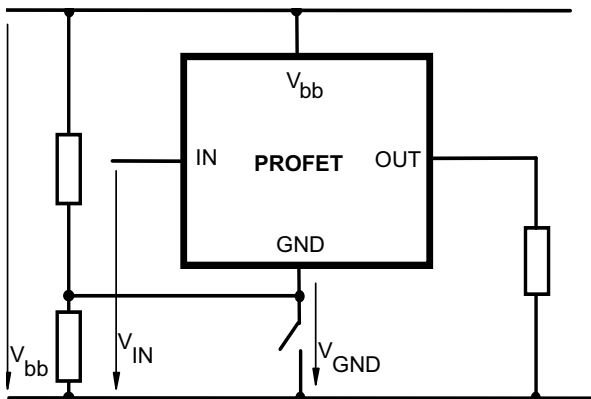 Vbb
IN
PROFET
OUT
GND
Vbb
VIN
VGND